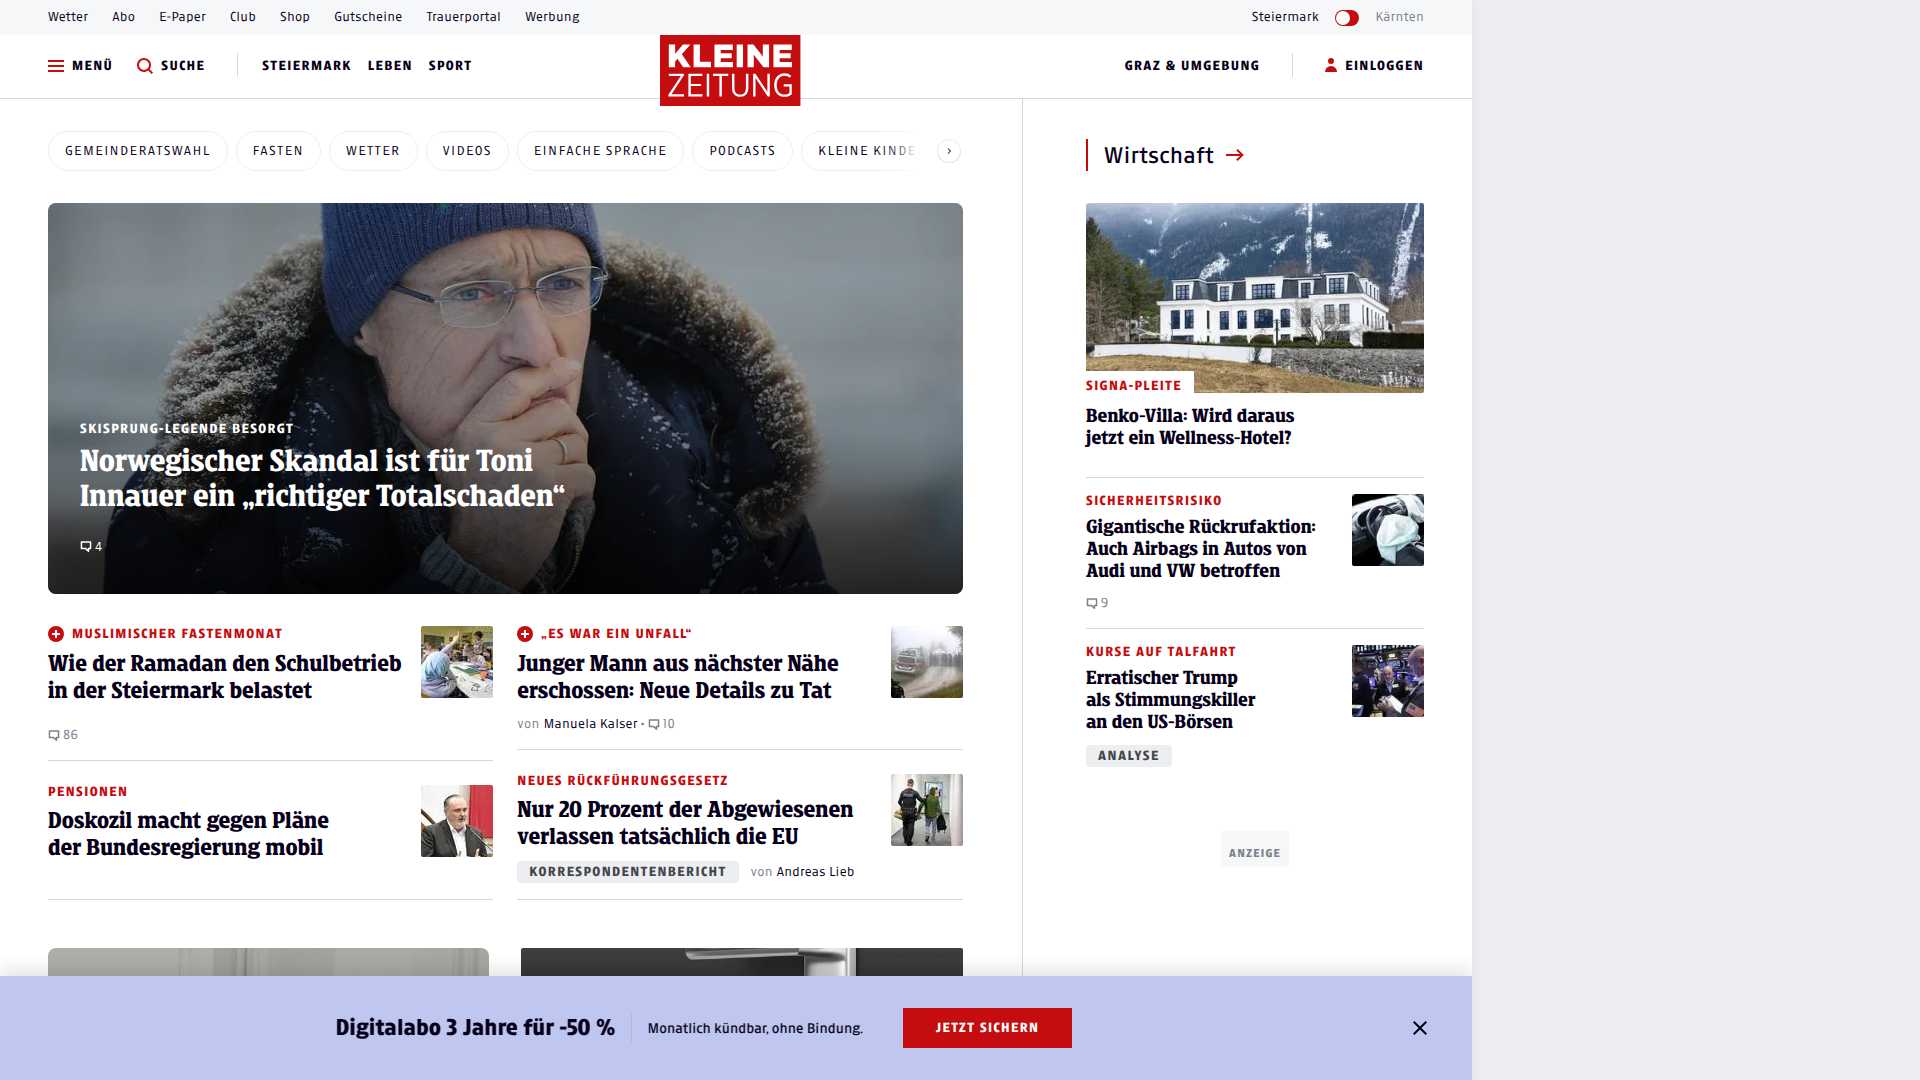 Wetter Abo E-Paper Club Shop Gutscheine Trauerportal Werbung Steiermark Kärnten
MENÜ SUCHE STEIERMARK LEBEN SPORT KLEINE ZEITUNG GRAZ & UMGEBUNG EINLOGGEN
GEMEINDERATSWAHL FASTEN WETTER VIDEOS EINFACHE SPRACHE PODCASTS KLEINE KINDE
SKISPRUNG-LEGENDE BESORGT
Norwegischer Skandal ist für Toni
Innauer ein „richtiger Totalschaden“
4
MUSLIMISCHER FASTENMONAT
Wie der Ramadan den Schulbetrieb
in der Steiermark belastet
86
„ES WAR EIN UNFALL“
Junger Mann aus nächster Nähe
erschossen: Neue Details zu Tat
von Manuela Kalser • 10
PENSIONEN
Doskozil macht gegen Pläne
der Bundesregierung mobil
NEUES RÜCKFÜHRUNGSGESETZ
Nur 20 Prozent der Abgewiesenen
verlassen tatsächlich die EU
KORRESPONDENTENBERICHT von Andreas Lieb
Wirtschaft
SIGNA-PLEITE
Benko-Villa: Wird daraus
jetzt ein Wellness-Hotel?
SICHERHEITSRISIKO
Gigantische Rückrufaktion:
Auch Airbags in Autos von
Audi und VW betroffen
9
KURSE AUF TALFAHRT
Erratischer Trump
als Stimmungskiller
an den US-Börsen
ANALYSE
ANZEIGE
Digitalabo 3 Jahre für -50 % Monatlich kündbar, ohne Bindung. JETZT SICHERN